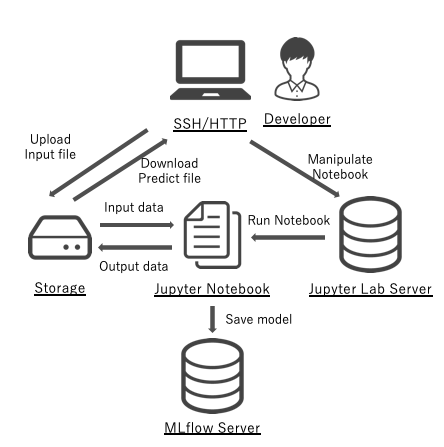 SSH/HTTP
Developer
Upload
Input file
Download
Predict file
Manipulate
Notebook
Input data
Run Notebook
Output data
Storage
Jupyter Notebook
Jupyter Lab Server
Save model
MLflow Server